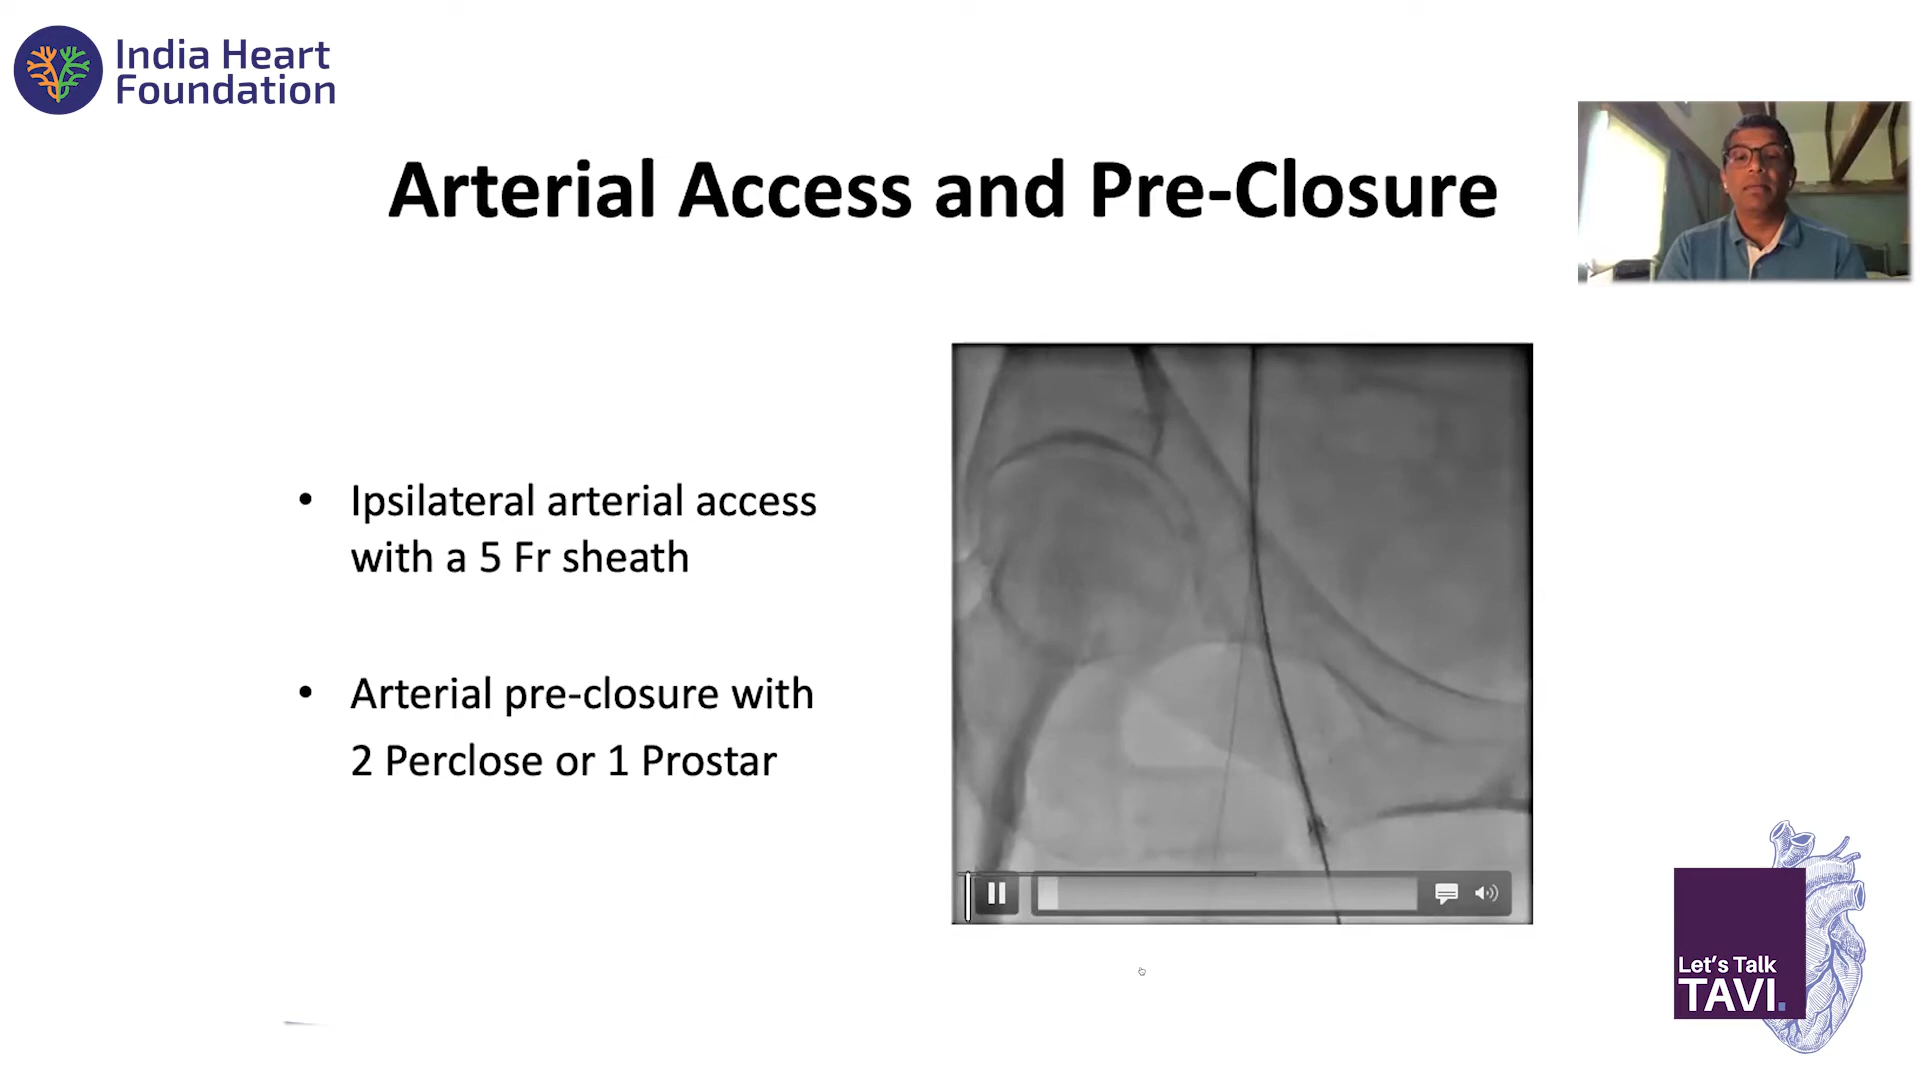 India Heart
Foundation
Arterial Access and Pre-Closure
• Ipsilateral arterial access
with a 5 Fr sheath
• Arterial pre-closure with
2 Perclose or 1 Prostar
Let's Talk
TAVI.